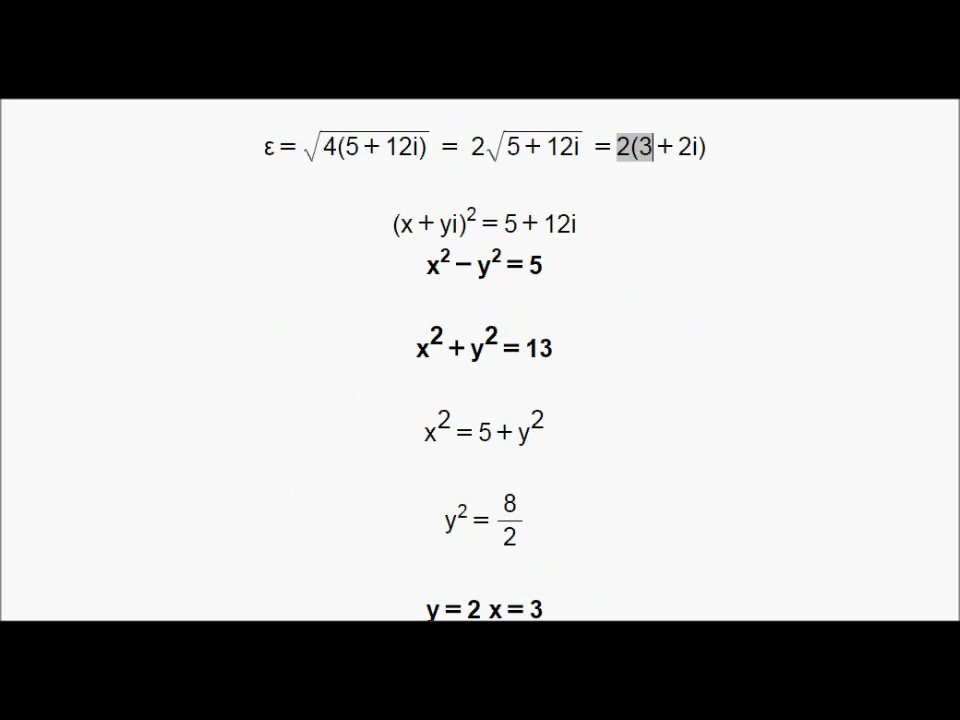 ε = √4(5 + 12i) = 2√5 + 12i = 2(3 + 2i)
(x + yi)² = 5 + 12i
x² − y² = 5
x² + y² = 13
x² = 5 + y²
y² = 8/2
y = 2 x = 3